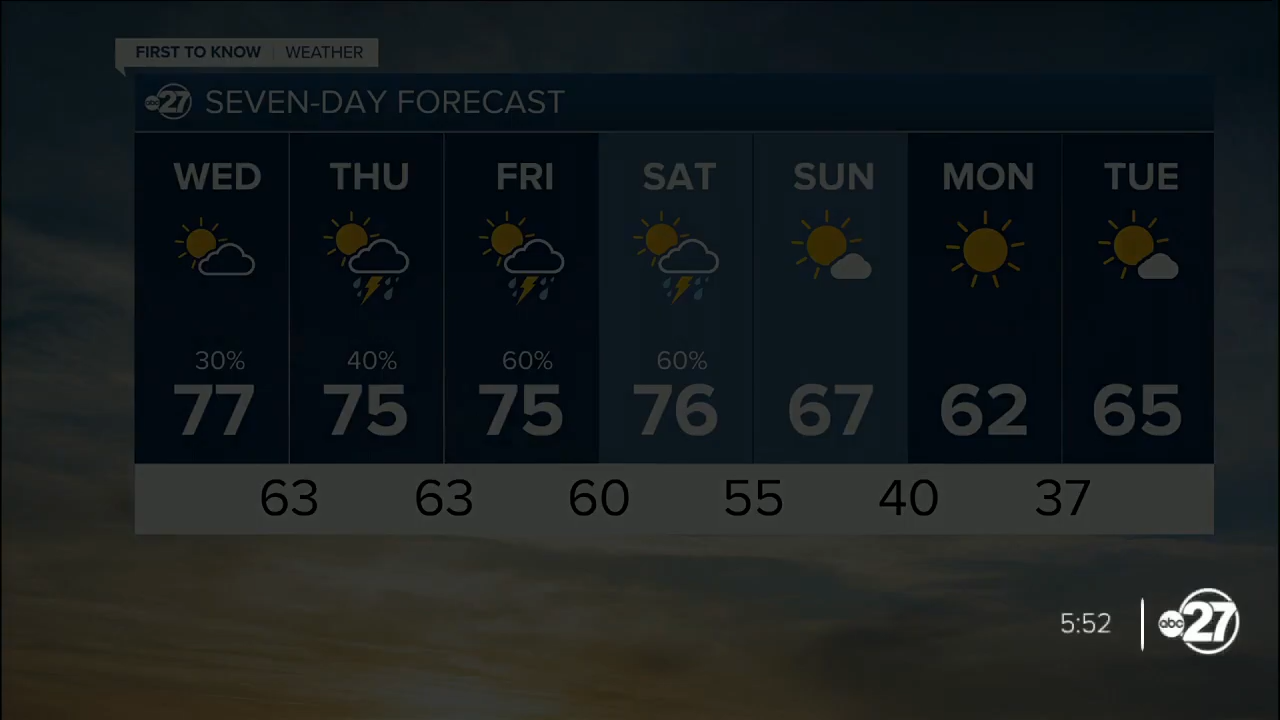 FIRST TO KNOW | WEATHER
abc 27 SEVEN-DAY FORECAST
WED THU FRI SAT SUN MON TUE
30% 40% 60% 60%
77 75 75 76 67 62 65
63 63 60 55 40 37
5:52 | abc 27